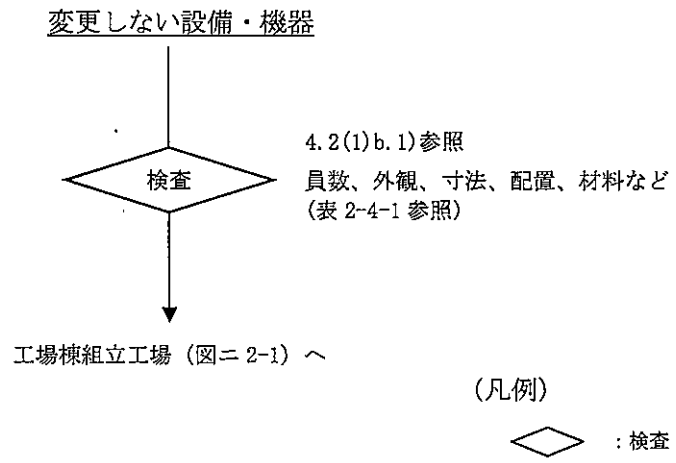 変更しない設備・機器
4.2(1)b.1)参照
検査
員数、外観、寸法、配置、材料など
(表 2-4-1 参照)
工場棟組立工場（図ニ 2-1）へ
(凡例)
：検査